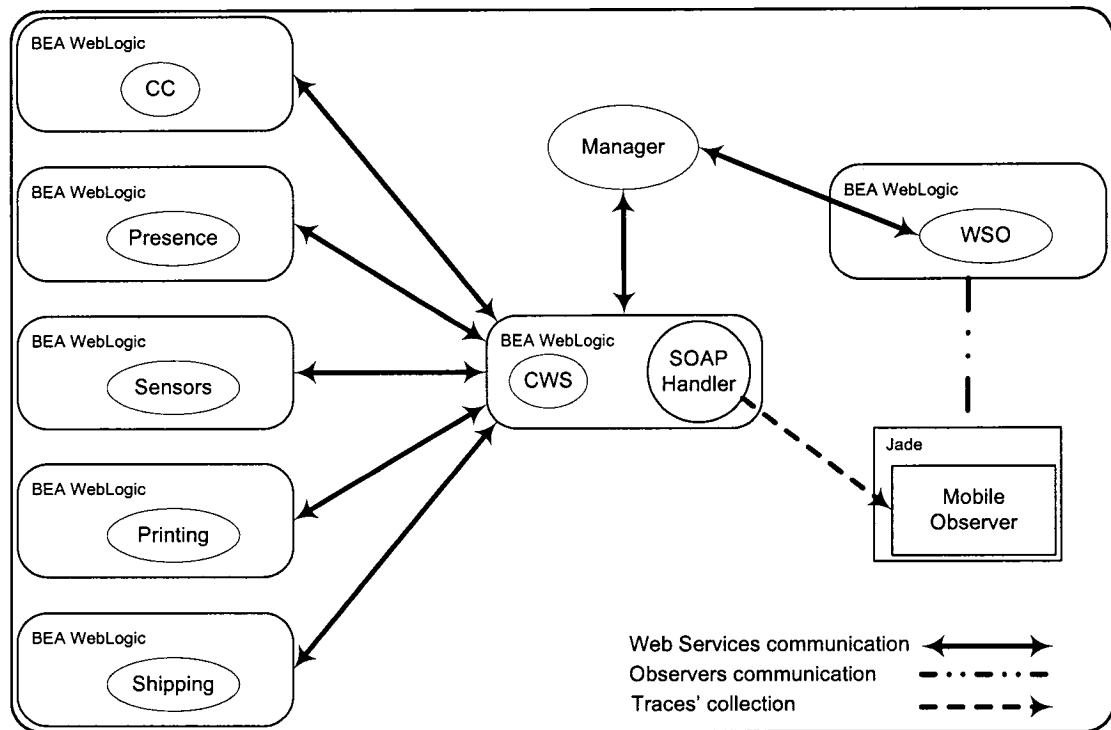 BEA WebLogic
CC
BEA WebLogic
Presence
BEA WebLogic
Sensors
BEA WebLogic
Printing
BEA WebLogic
Shipping
Manager
BEA WebLogic
WSO
BEA WebLogic
CWS
SOAP
Handler
Jade
Mobile
Observer
Web Services communication
Observers communication
Traces' collection